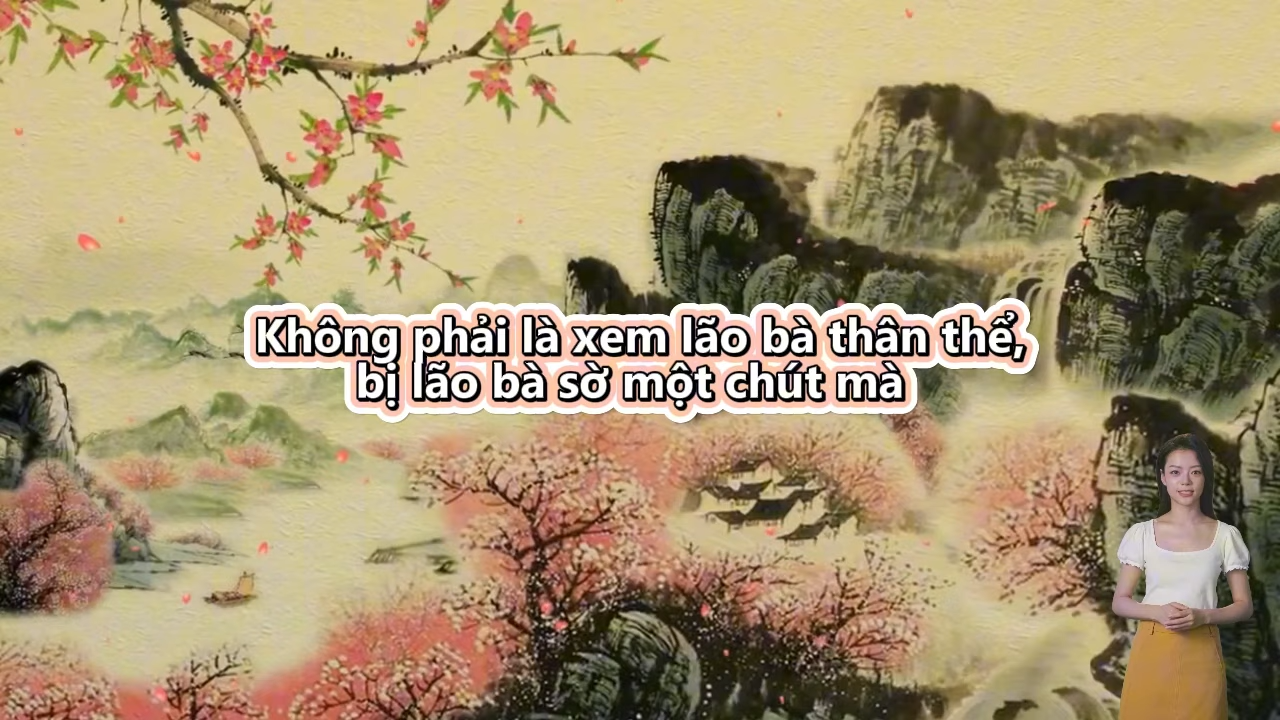 Không phải là xem lão bà thân thể,
bị lão bà sờ một chút mà